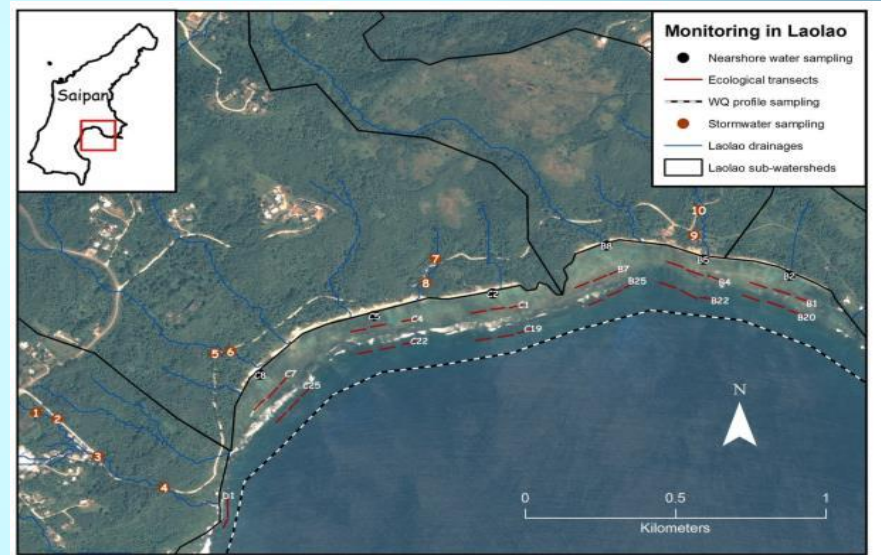 Saipan
Monitoring in Laolao
Nearshore water sampling
Ecological transects
WQ profile sampling
Stormwater sampling
Laolao drainages
Laolao sub-watersheds
10
9
B8
B5
7
B7
B2
8
B25
B4
C2
B22
B1
C1
B20
C5
C4
C19
5
6
C22
C8
C7
C25
1
2
3
4
D1
N
0
0.5
1
Kilometers